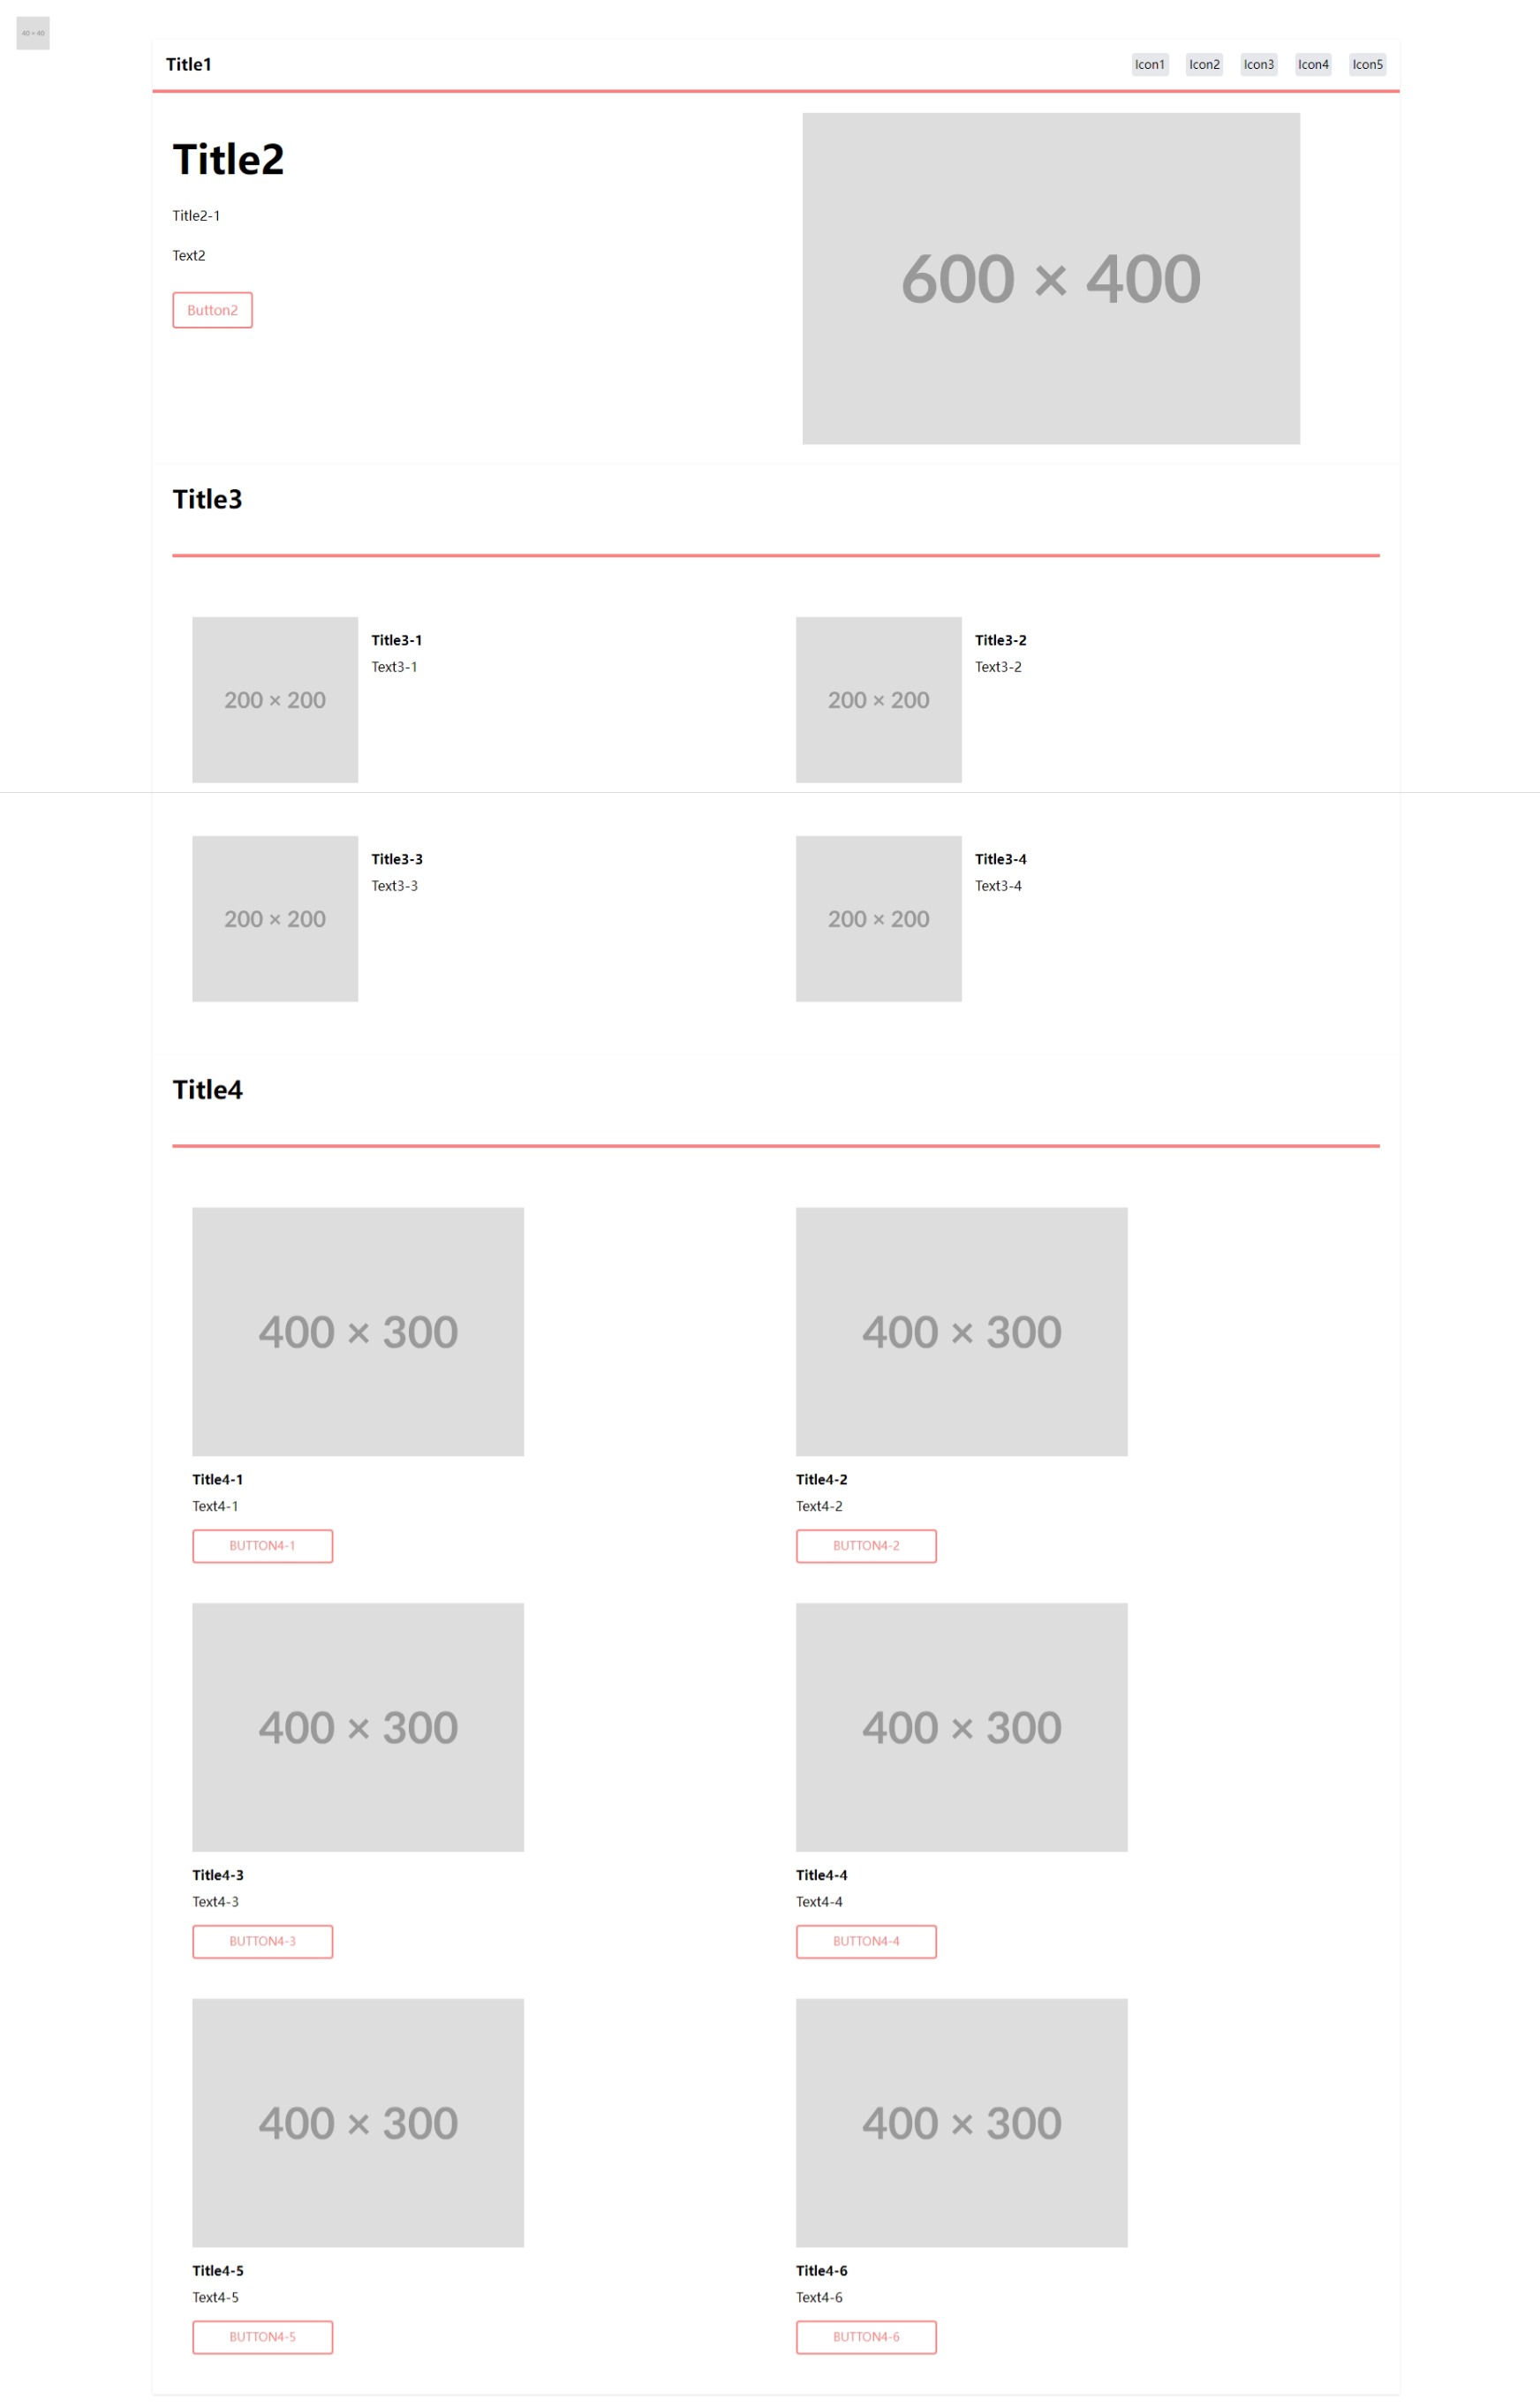 40 × 40
Title1
Icon1 Icon2 Icon3 Icon4 Icon5
Title2
Title2-1
Text2
Button2
600 × 400
Title3
200 × 200
Title3-1
Text3-1
200 × 200
Title3-2
Text3-2
200 × 200
Title3-3
Text3-3
200 × 200
Title3-4
Text3-4
Title4
400 × 300
Title4-1
Text4-1
BUTTON4-1
400 × 300
Title4-2
Text4-2
BUTTON4-2
400 × 300
Title4-3
Text4-3
BUTTON4-3
400 × 300
Title4-4
Text4-4
BUTTON4-4
400 × 300
Title4-5
Text4-5
BUTTON4-5
400 × 300
Title4-6
Text4-6
BUTTON4-6